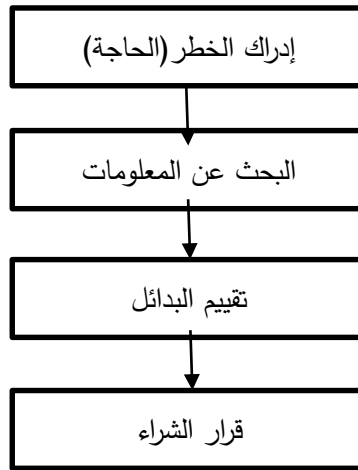 إدراك الخطر (الحاجة)
البحث عن المعلومات
تقييم البدائل
قرار الشراء